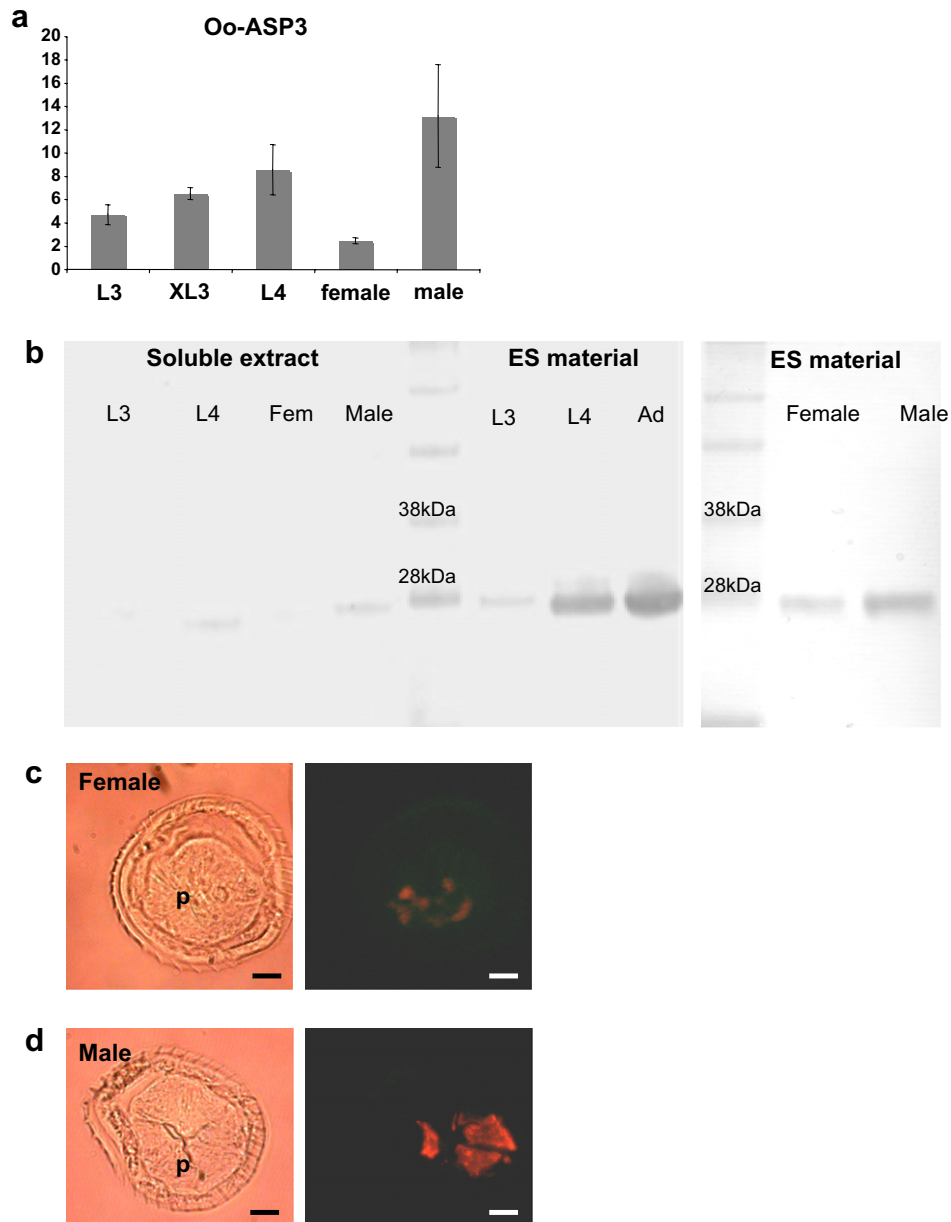 a
Oo-ASP3
20
18
16
14
12
10
8
6
4
2
0
L3 XL3 L4 female male
b
Soluble extract ES material ES material
L3 L4 Fem Male L3 L4 Ad Female Male
38kDa 38kDa
28kDa 28kDa
c
Female
p
d
Male
p